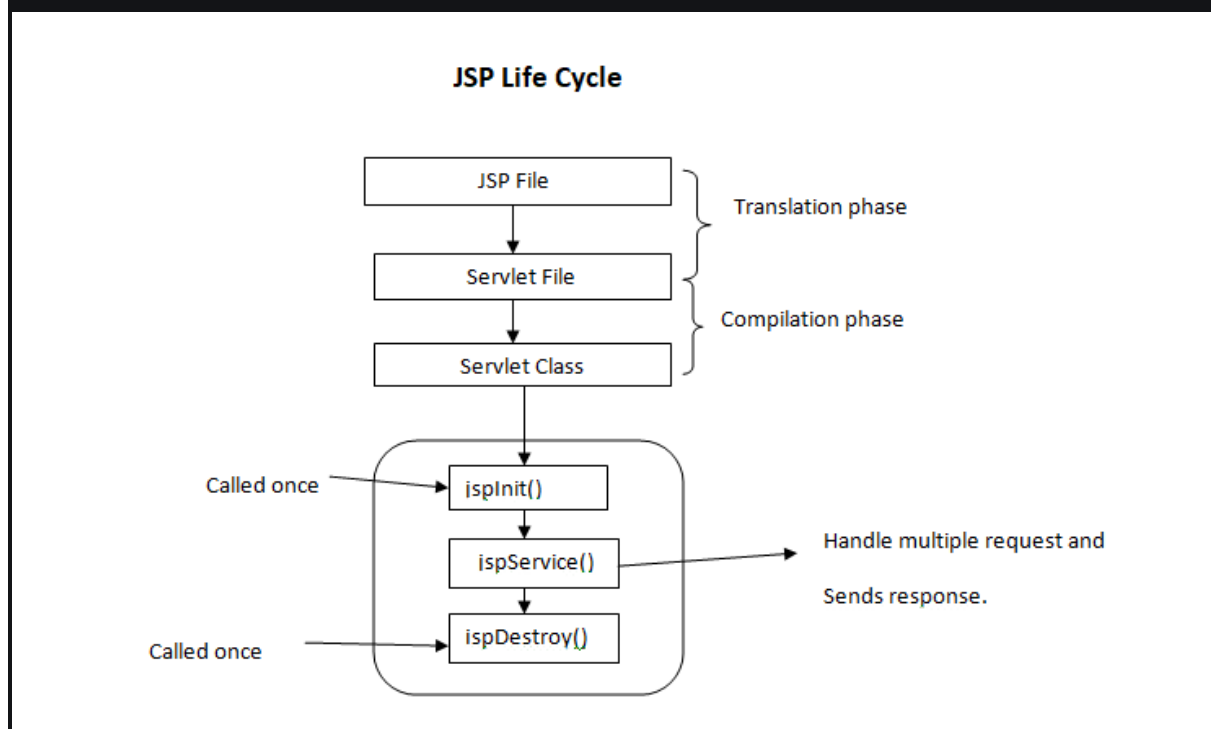 JSP Life Cycle
JSP File
Translation phase
Servlet File
Compilation phase
Servlet Class
Called once
jspInit()
jspService()
Handle multiple request and
Sends response.
jspDestroy()
Called once